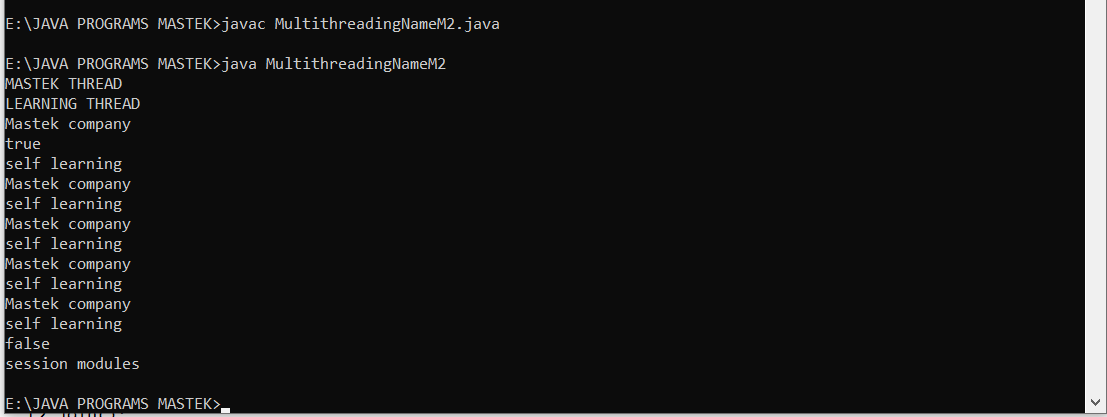 E:\JAVA PROGRAMS MASTEK>javac MultithreadingNameM2.java
E:\JAVA PROGRAMS MASTEK>java MultithreadingNameM2
MASTEK THREAD
LEARNING THREAD
Mastek company
true
self learning
Mastek company
self learning
Mastek company
self learning
Mastek company
self learning
Mastek company
self learning
false
session modules
E:\JAVA PROGRAMS MASTEK>